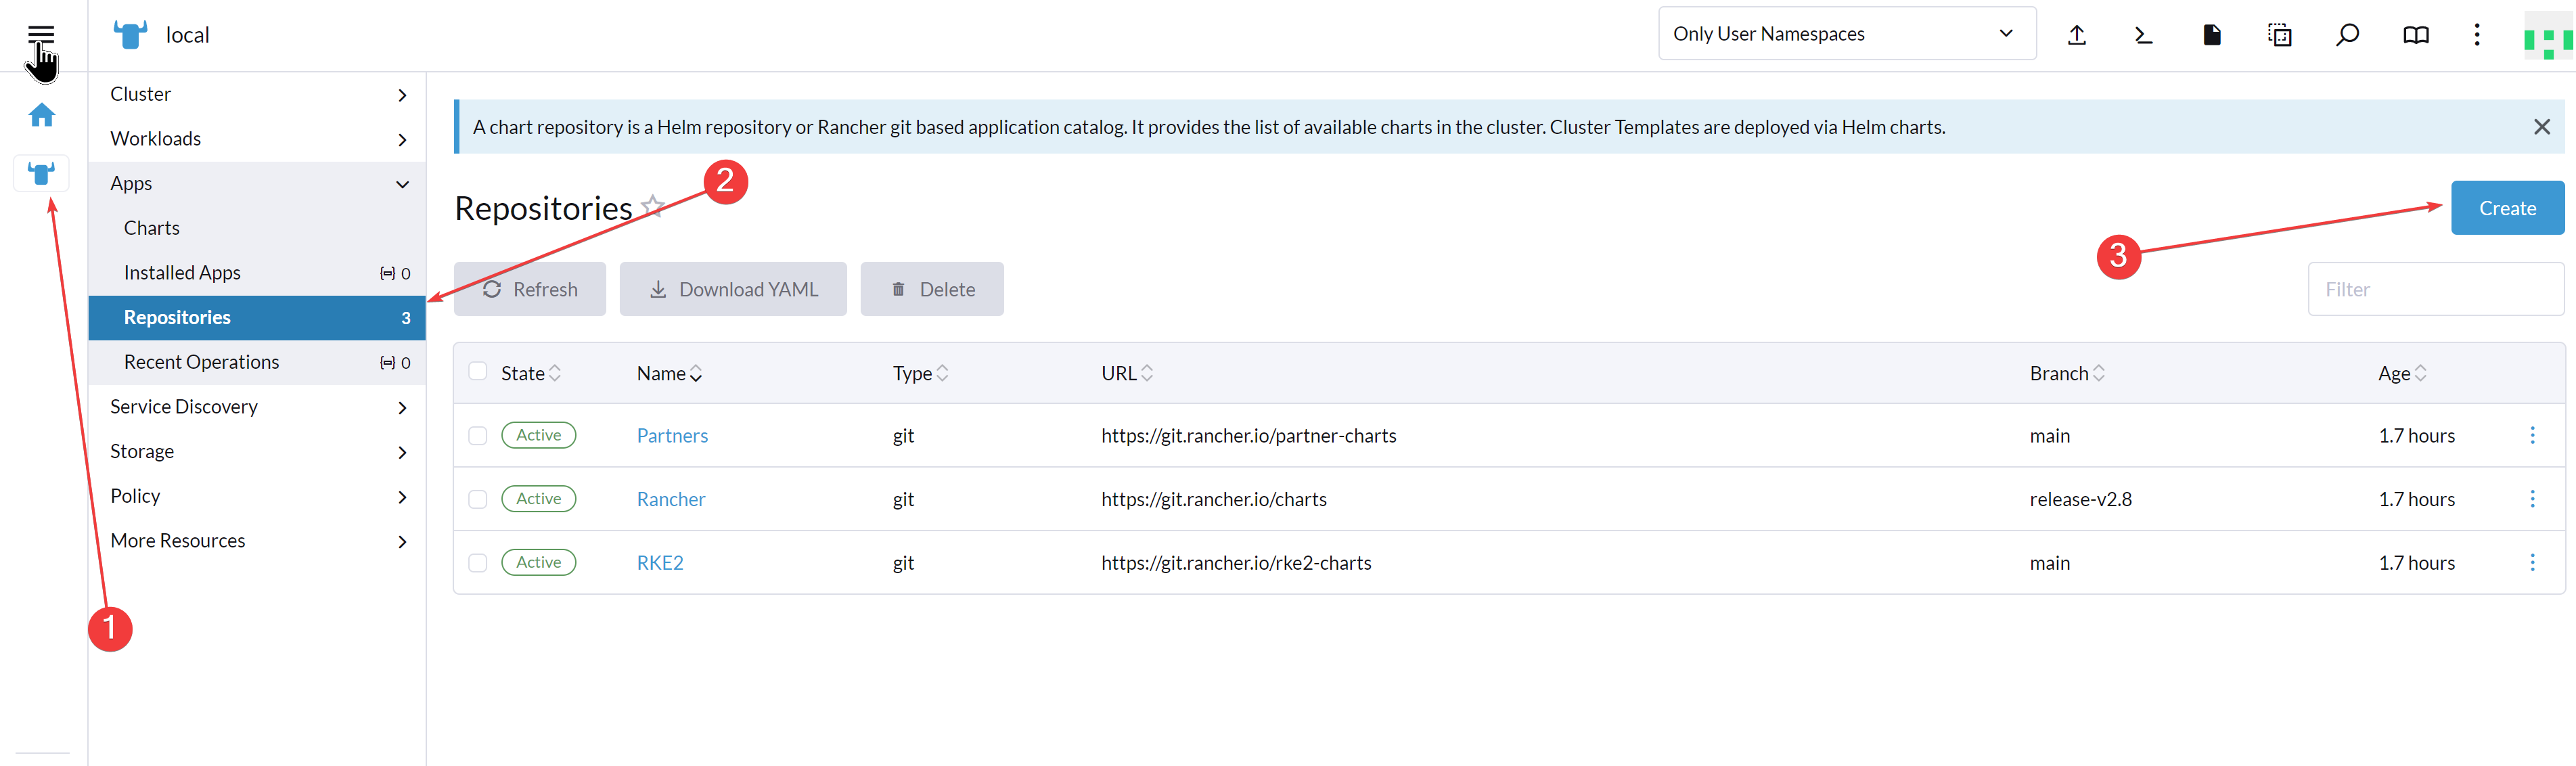 local
Only User Namespaces
Cluster
Workloads
Apps
Charts
Installed Apps 0
Repositories 3
Recent Operations 0
Service Discovery
Storage
Policy
More Resources
1
A chart repository is a Helm repository or Rancher git based application catalog. It provides the list of available charts in the cluster. Cluster Templates are deployed via Helm charts.
2
Repositories
Create
3
Refresh Download YAML Delete
Filter
State Name Type URL Branch Age
Active Partners git https://git.rancher.io/partner-charts main 1.7 hours
Active Rancher git https://git.rancher.io/charts release-v2.8 1.7 hours
Active RKE2 git https://git.rancher.io/rke2-charts main 1.7 hours